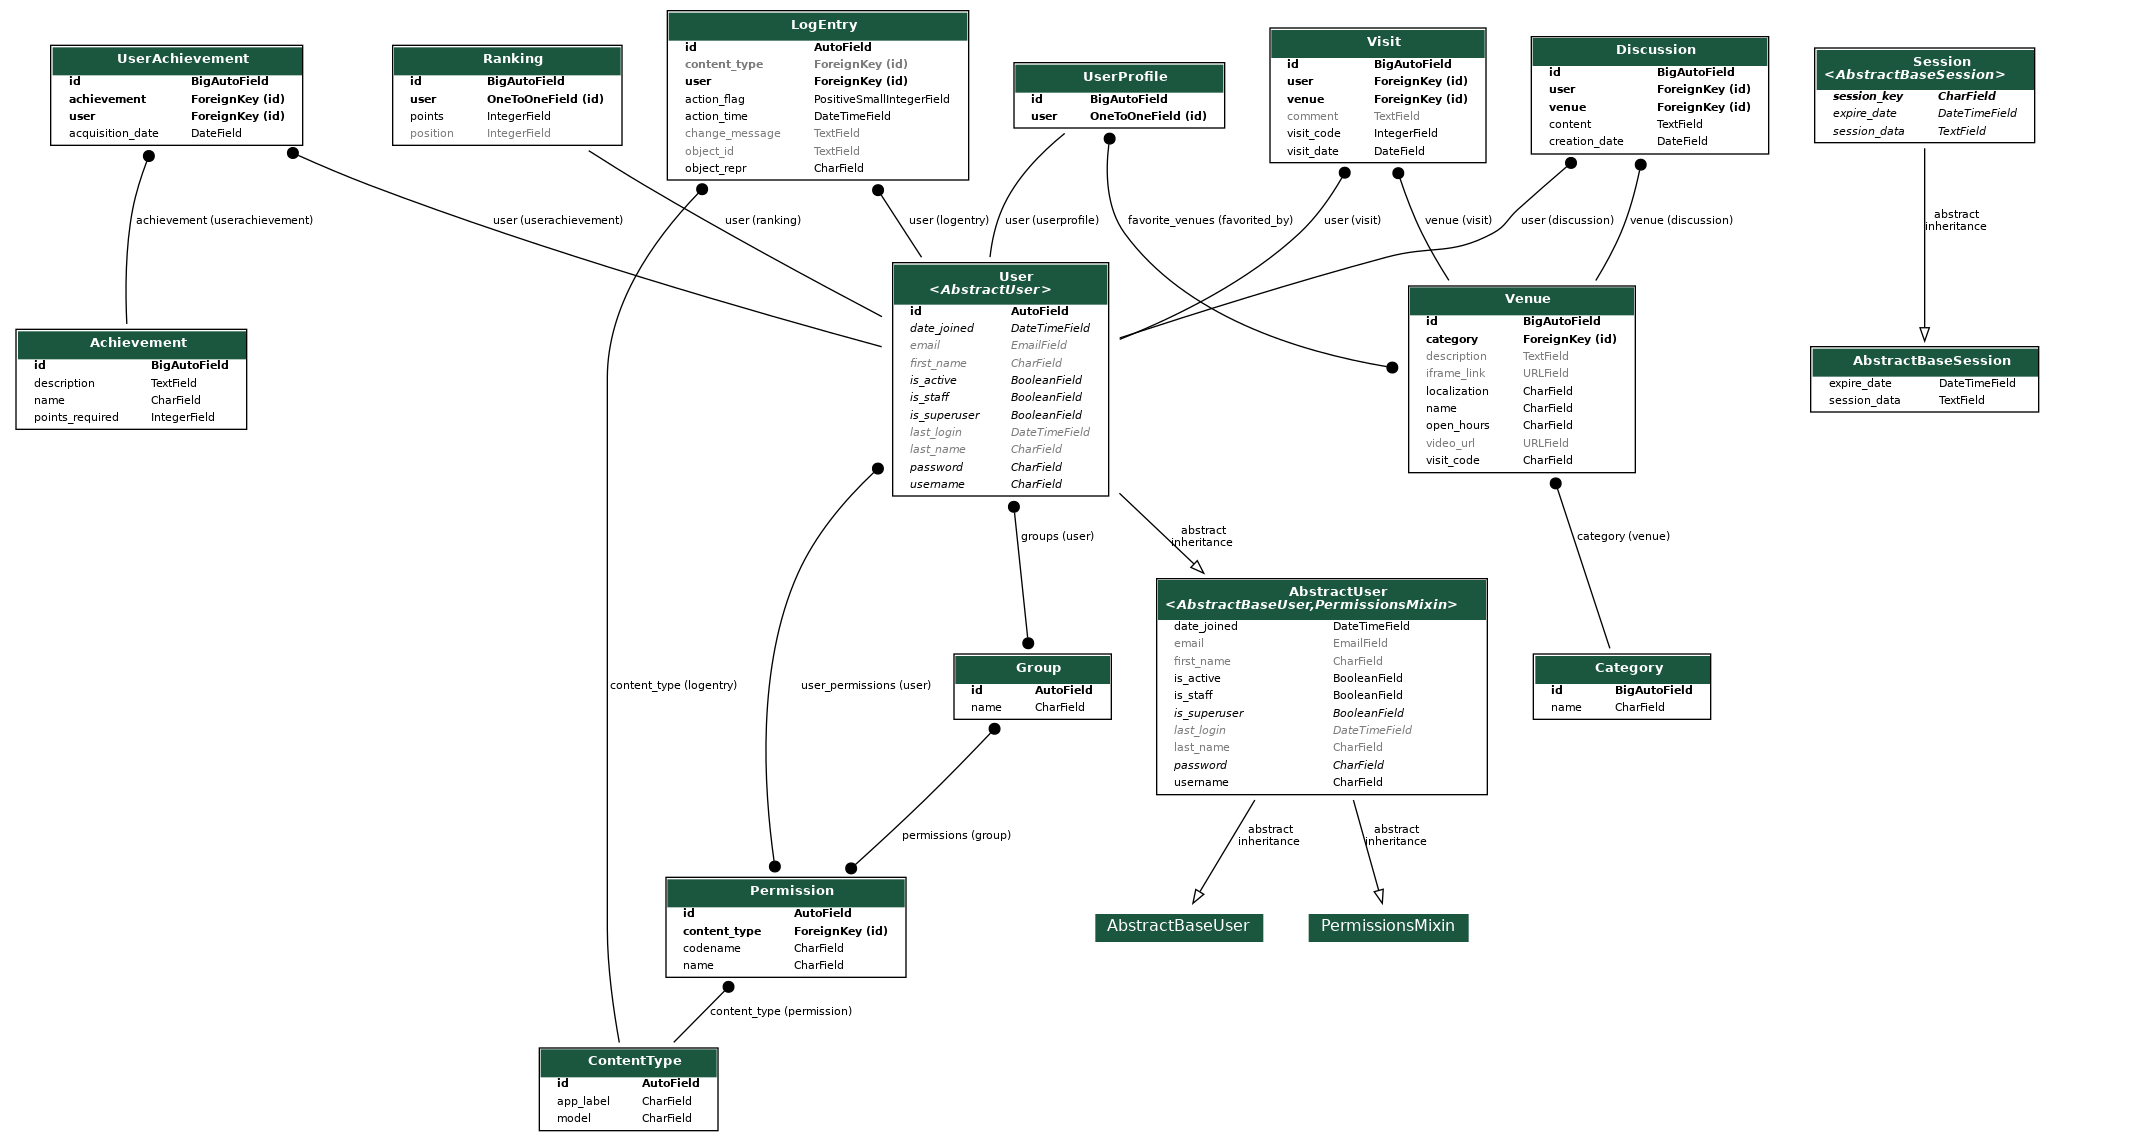 UserAchievement
id BigAutoField
achievement ForeignKey (id)
user ForeignKey (id)
acquisition_date DateField
Ranking
id BigAutoField
user OneToOneField (id)
points IntegerField
position IntegerField
LogEntry
id AutoField
content_type ForeignKey (id)
user ForeignKey (id)
action_flag PositiveSmallIntegerField
action_time DateTimeField
change_message TextField
object_id TextField
object_repr CharField
UserProfile
id BigAutoField
user OneToOneField (id)
Visit
id BigAutoField
user ForeignKey (id)
venue ForeignKey (id)
comment TextField
visit_code IntegerField
visit_date DateField
Discussion
id BigAutoField
user ForeignKey (id)
venue ForeignKey (id)
content TextField
creation_date DateField
Session
<AbstractBaseSession>
session_key CharField
expire_date DateTimeField
session_data TextField
achievement (userachievement)
user (userachievement)
user (ranking)
user (logentry)
user (userprofile)
favorite_venues (favorited_by)
user (visit)
venue (visit)
user (discussion)
venue (discussion)
abstract
inheritance
Achievement
id BigAutoField
description TextField
name CharField
points_required IntegerField
User
<AbstractUser>
id AutoField
date_joined DateTimeField
email EmailField
first_name CharField
is_active BooleanField
is_staff BooleanField
is_superuser BooleanField
last_login DateTimeField
last_name CharField
password CharField
username CharField
Venue
id BigAutoField
category ForeignKey (id)
description TextField
iframe_link URLField
localization CharField
name CharField
open_hours CharField
video_url URLField
visit_code CharField
AbstractBaseSession
expire_date DateTimeField
session_data TextField
groups (user)
abstract
inheritance
category (venue)
content_type (logentry)
user_permissions (user)
Group
id AutoField
name CharField
AbstractUser
<AbstractBaseUser,PermissionsMixin>
date_joined DateTimeField
email EmailField
first_name CharField
is_active BooleanField
is_staff BooleanField
is_superuser BooleanField
last_login DateTimeField
last_name CharField
password CharField
username CharField
Category
id BigAutoField
name CharField
permissions (group)
abstract
inheritance
abstract
inheritance
Permission
id AutoField
content_type ForeignKey (id)
codename CharField
name CharField
AbstractBaseUser
PermissionsMixin
content_type (permission)
ContentType
id AutoField
app_label CharField
model CharField